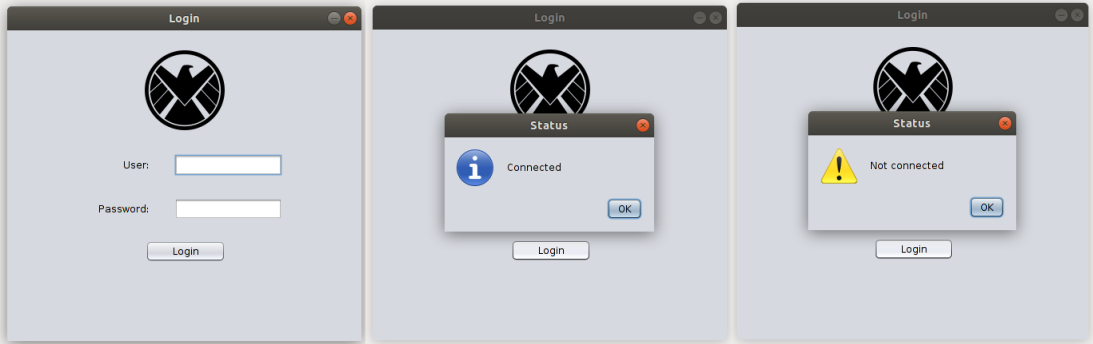 Login
User:
Password:
Login
Login
Status
Connected
OK
Login
Login
Status
Not connected
OK
Login